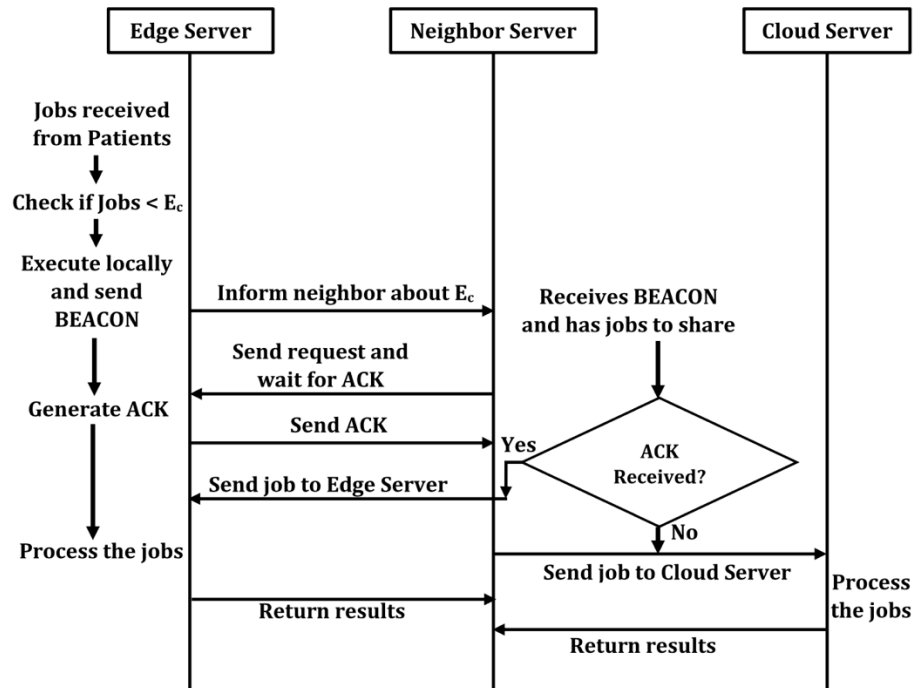 Edge Server
Neighbor Server
Cloud Server
Jobs received
from Patients
Check if Jobs < Ec
Execute locally
and send
BEACON
Inform neighbor about Ec
Receives BEACON
and has jobs to share
Send request and
wait for ACK
Generate ACK
Send ACK
Yes
ACK
Received?
Send job to Edge Server
No
Process the jobs
Send job to Cloud Server
Process
the jobs
Return results
Return results